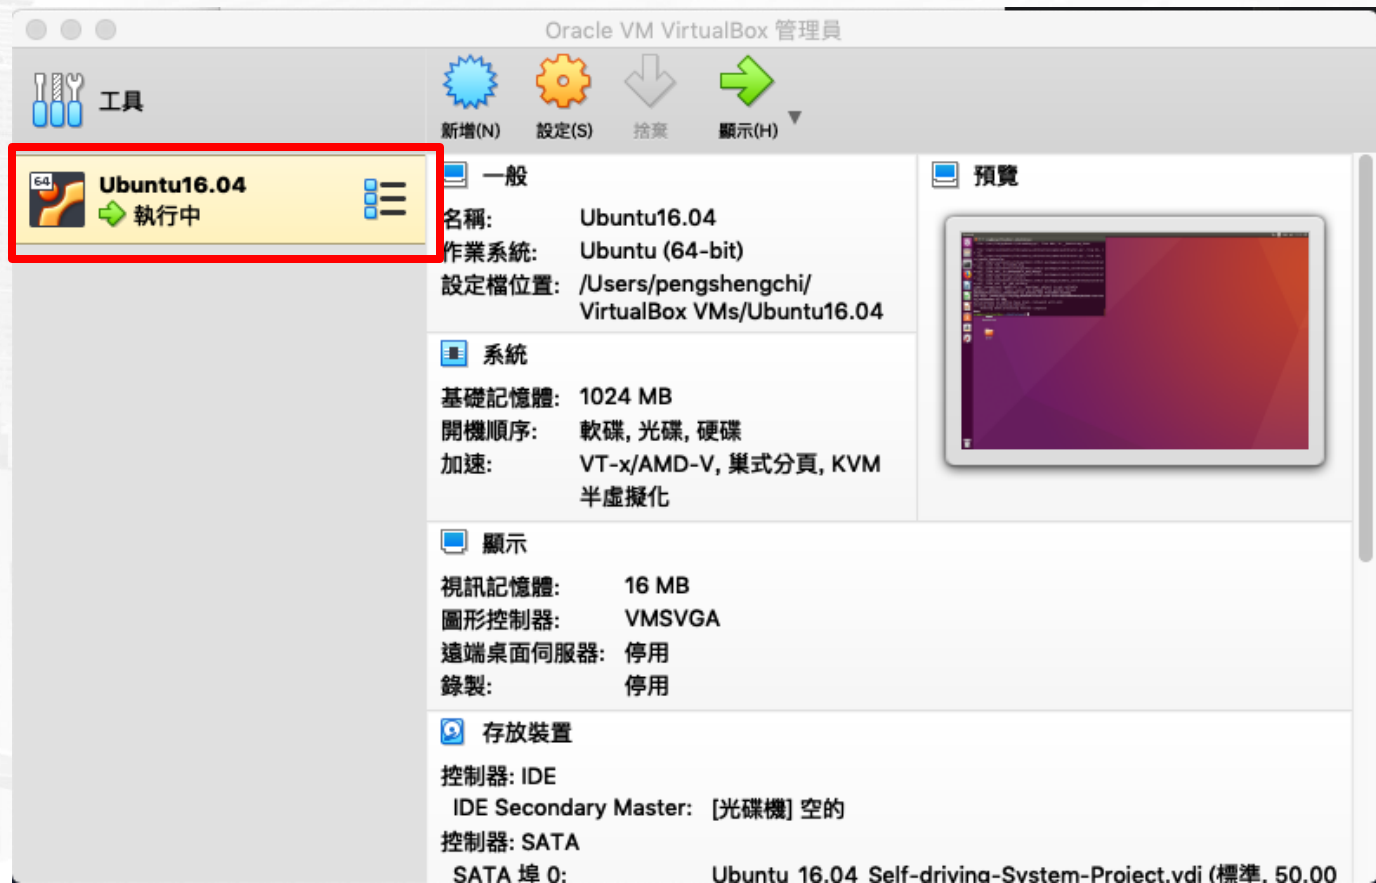 Oracle VM VirtualBox 管理員
工具
新增(N) 設定(S) 捨棄 顯示(H)
64
Ubuntu16.04
執行中
一般
名稱: Ubuntu16.04
作業系統: Ubuntu (64-bit)
設定檔位置: /Users/pengshengchi/
VirtualBox VMs/Ubuntu16.04
預覽
系統
基礎記憶體: 1024 MB
開機順序: 軟碟, 光碟, 硬碟
加速: VT-x/AMD-V, 巢式分頁, KVM
半虛擬化
顯示
視訊記憶體: 16 MB
圖形控制器: VMSVGA
遠端桌面伺服器: 停用
錄製: 停用
存放裝置
控制器: IDE
IDE Secondary Master: [光碟機] 空的
控制器: SATA
SATA 埠 0: Ubuntu 16.04 Self-driving-System-Project.vdi (標準, 50.00